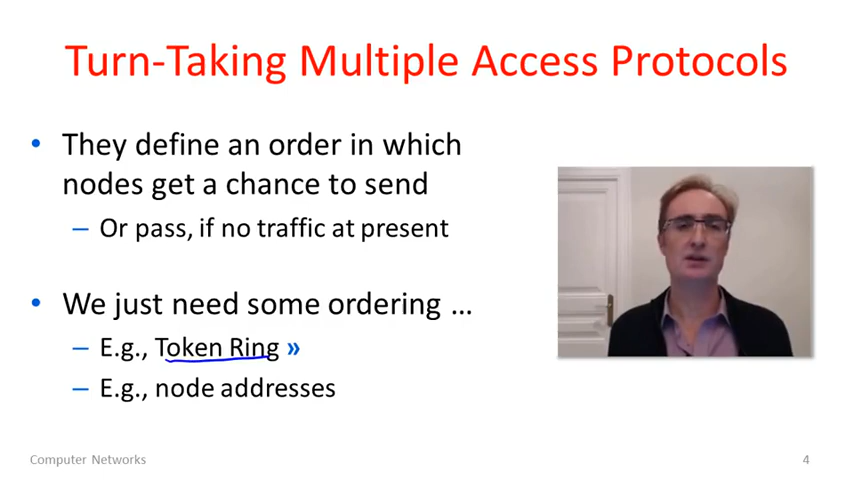 Turn-Taking Multiple Access Protocols
• They define an order in which
nodes get a chance to send
– Or pass, if no traffic at present
• We just need some ordering …
– E.g., Token Ring »
– E.g., node addresses
Computer Networks
4